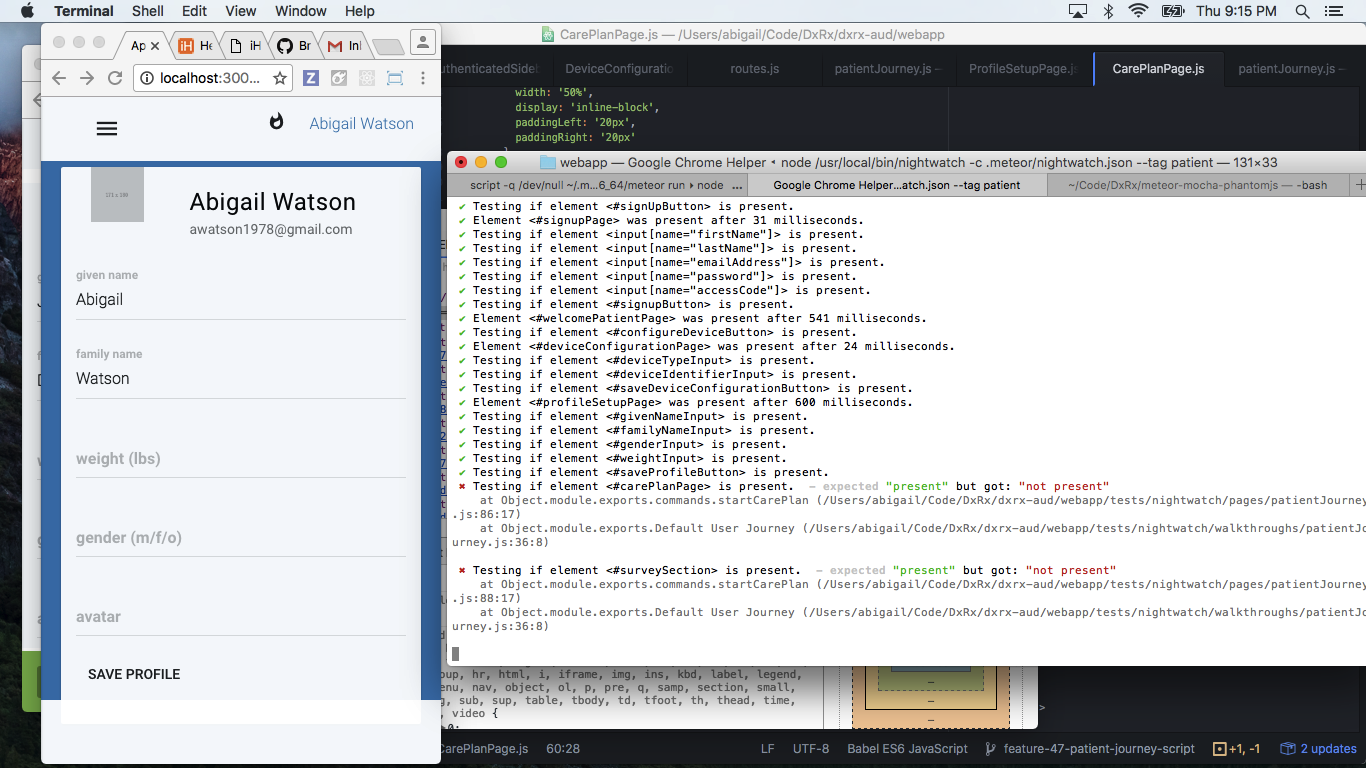 Terminal Shell Edit View Window Help
Thu 9:15 PM
Ap
He
iH
Br
InI
localhost:300...
Abigail Watson
171 x 180
Abigail Watson
awatson1978@gmail.com
given name
Abigail
family name
Watson
weight (lbs)
gender (m/f/o)
avatar
SAVE PROFILE
CarePlanPage.js — /Users/abigail/Code/DxRx/dxrx-aud/webapp
uthenticatedSide
DeviceConfiguratio
routes.js
patientJourney.js —
ProfileSetupPage.js
CarePlanPage.js
patientJourney.js —
width: '50%',
display: 'inline-block',
paddingLeft: '20px',
paddingRight: '20px'
webapp — Google Chrome Helper • node /usr/local/bin/nightwatch -c .meteor/nightwatch.json --tag patient — 131×33
script -q /dev/null ~/.m...6_64/meteor run ▸ node ...
Google Chrome Helper...atch.json --tag patient
~/Code/DxRx/meteor-mocha-phantomjs — -bash
✔ Testing if element <#signUpButton> is present.
✔ Element <#signupPage> was present after 31 milliseconds.
✔ Testing if element <input[name="firstName"]> is present.
✔ Testing if element <input[name="lastName"]> is present.
✔ Testing if element <input[name="emailAddress"]> is present.
✔ Testing if element <input[name="password"]> is present.
✔ Testing if element <input[name="accessCode"]> is present.
✔ Testing if element <#signupButton> is present.
✔ Element <#welcomePatientPage> was present after 541 milliseconds.
✔ Testing if element <#configureDeviceButton> is present.
✔ Element <#deviceConfigurationPage> was present after 24 milliseconds.
✔ Testing if element <#deviceTypeInput> is present.
✔ Testing if element <#deviceIdentifierInput> is present.
✔ Testing if element <#saveDeviceConfigurationButton> is present.
✔ Element <#profileSetupPage> was present after 600 milliseconds.
✔ Testing if element <#givenNameInput> is present.
✔ Testing if element <#familyNameInput> is present.
✔ Testing if element <#genderInput> is present.
✔ Testing if element <#weightInput> is present.
✔ Testing if element <#saveProfileButton> is present.
✖ Testing if element <#carePlanPage> is present. – expected "present" but got: "not present"
at Object.module.exports.commands.startCarePlan (/Users/abigail/Code/DxRx/dxrx-aud/webapp/tests/nightwatch/pages/patientJourney
.js:86:17)
at Object.module.exports.Default User Journey (/Users/abigail/Code/DxRx/dxrx-aud/webapp/tests/nightwatch/walkthroughs/patientJo
urney.js:36:8)
✖ Testing if element <#surveySection> is present. – expected "present" but got: "not present"
at Object.module.exports.commands.startCarePlan (/Users/abigail/Code/DxRx/dxrx-aud/webapp/tests/nightwatch/pages/patientJourney
.js:88:17)
at Object.module.exports.Default User Journey (/Users/abigail/Code/DxRx/dxrx-aud/webapp/tests/nightwatch/walkthroughs/patientJo
urney.js:36:8)
oup, hr, html, i, iframe, img, ins, kbd, label, legend,
enu, nav, object, ol, p, pre, q, samp, section, small,
g, sub, sup, table, tbody, td, tfoot, th, thead, time,
, video {
CarePlanPage.js 60:28
LF UTF-8 Babel ES6 JavaScript feature-47-patient-journey-script +1, -1 2 updates